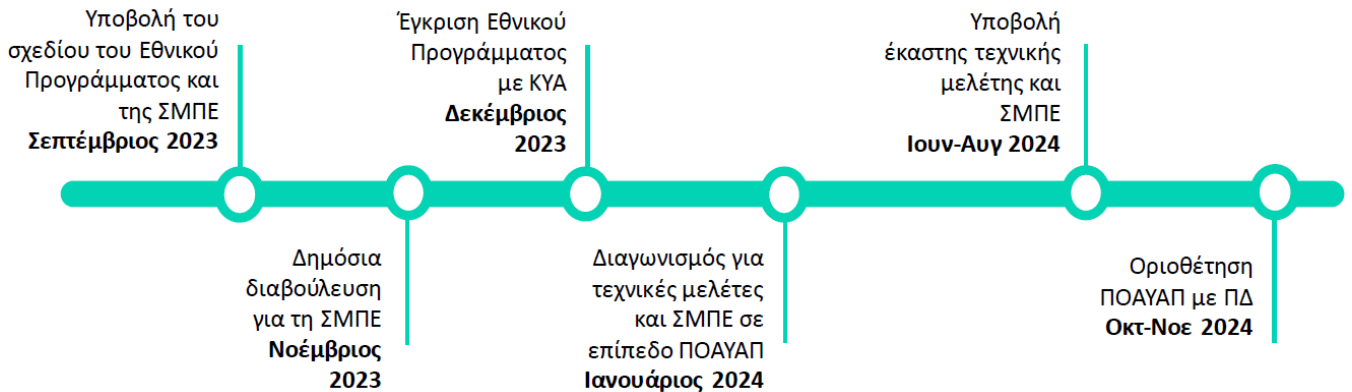 Υποβολή του
σχεδίου του Εθνικού
Προγράμματος και
της ΣΜΠΕ
Σεπτέμβριος 2023
Δημόσια
διαβούλευση
για τη ΣΜΠΕ
Νοέμβριος
2023
Έγκριση Εθνικού
Προγράμματος
με ΚΥΑ
Δεκέμβριος
2023
Διαγωνισμός για
τεχνικές μελέτες
και ΣΜΠΕ σε
επίπεδο ΠΟΑΥΑΠ
Ιανουάριος 2024
Υποβολή
έκαστης τεχνικής
μελέτης και
ΣΜΠΕ
Ιουν-Αυγ 2024
Οριοθέτηση
ΠΟΑΥΑΠ με ΠΔ
Οκτ-Νοε 2024